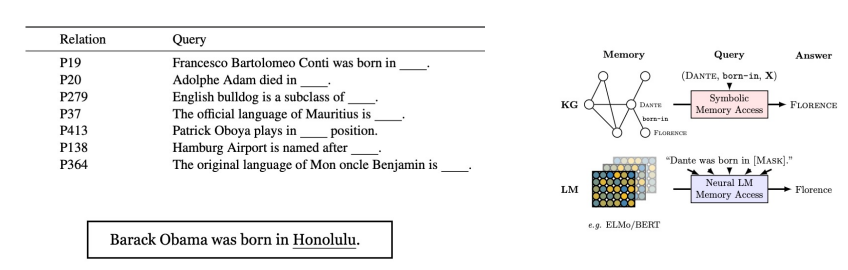 Relation Query
P19 Francesco Bartolomeo Conti was born in ____.
P20 Adolphe Adam died in ____.
P279 English bulldog is a subclass of ____.
P37 The official language of Mauritius is ____.
P413 Patrick Oboya plays in ____ position.
P138 Hamburg Airport is named after ____.
P364 The original language of Mon oncle Benjamin is ____.
Barack Obama was born in Honolulu.
Memory Query Answer
(DANTE, born-in, X)
KG
DANTE
born-in
FLORENCE
Symbolic
Memory Access
FLORENCE
"Dante was born in [MASK]."
LM
Neural LM
Memory Access
Florence
e.g. ELMo/BERT